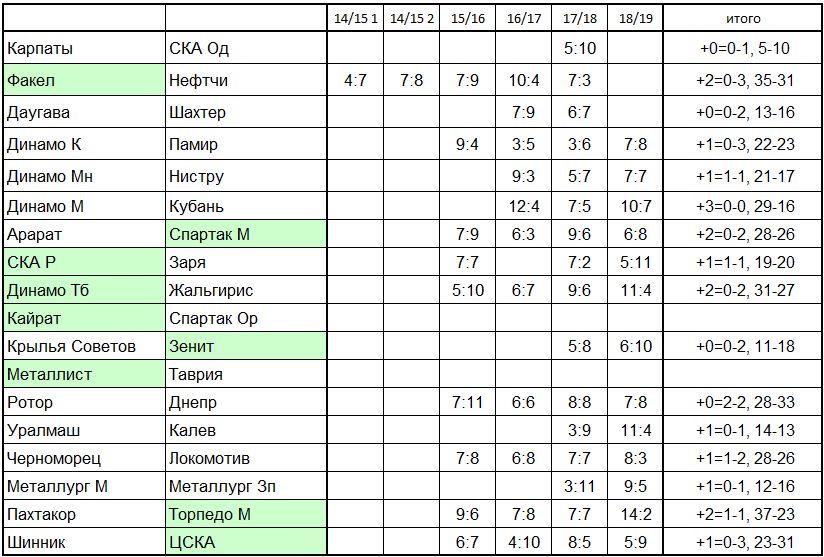 14/15 1 14/15 2 15/16 16/17 17/18 18/19 итого
Карпаты СКА Од 5:10 +0=0-1, 5-10
Факел Нефтчи 4:7 7:8 7:9 10:4 7:3 +2=0-3, 35-31
Даугава Шахтер 7:9 6:7 +0=0-2, 13-16
Динамо К Памир 9:4 3:5 3:6 7:8 +1=0-3, 22-23
Динамо Мн Нистру 9:3 5:7 7:7 +1=1-1, 21-17
Динамо М Кубань 12:4 7:5 10:7 +3=0-0, 29-16
Арарат Спартак М 7:9 6:3 9:6 6:8 +2=0-2, 28-26
СКА Р Заря 7:7 7:2 5:11 +1=1-1, 19-20
Динамо Тб Жальгирис 5:10 6:7 9:6 11:4 +2=0-2, 31-27
Кайрат Спартак Ор
Крылья Советов Зенит 5:8 6:10 +0=0-2, 11-18
Металлист Таврия
Ротор Днепр 7:11 6:6 8:8 7:8 +0=2-2, 28-33
Уралмаш Калев 3:9 11:4 +1=0-1, 14-13
Черноморец Локомотив 7:8 6:8 7:7 8:3 +1=1-2, 28-26
Металлург М Металлург Зп 3:11 9:5 +1=0-1, 12-16
Пахтакор Торпедо М 9:6 7:8 7:7 14:2 +2=1-1, 37-23
Шинник ЦСКА 6:7 4:10 8:5 5:9 +1=0-3, 23-31